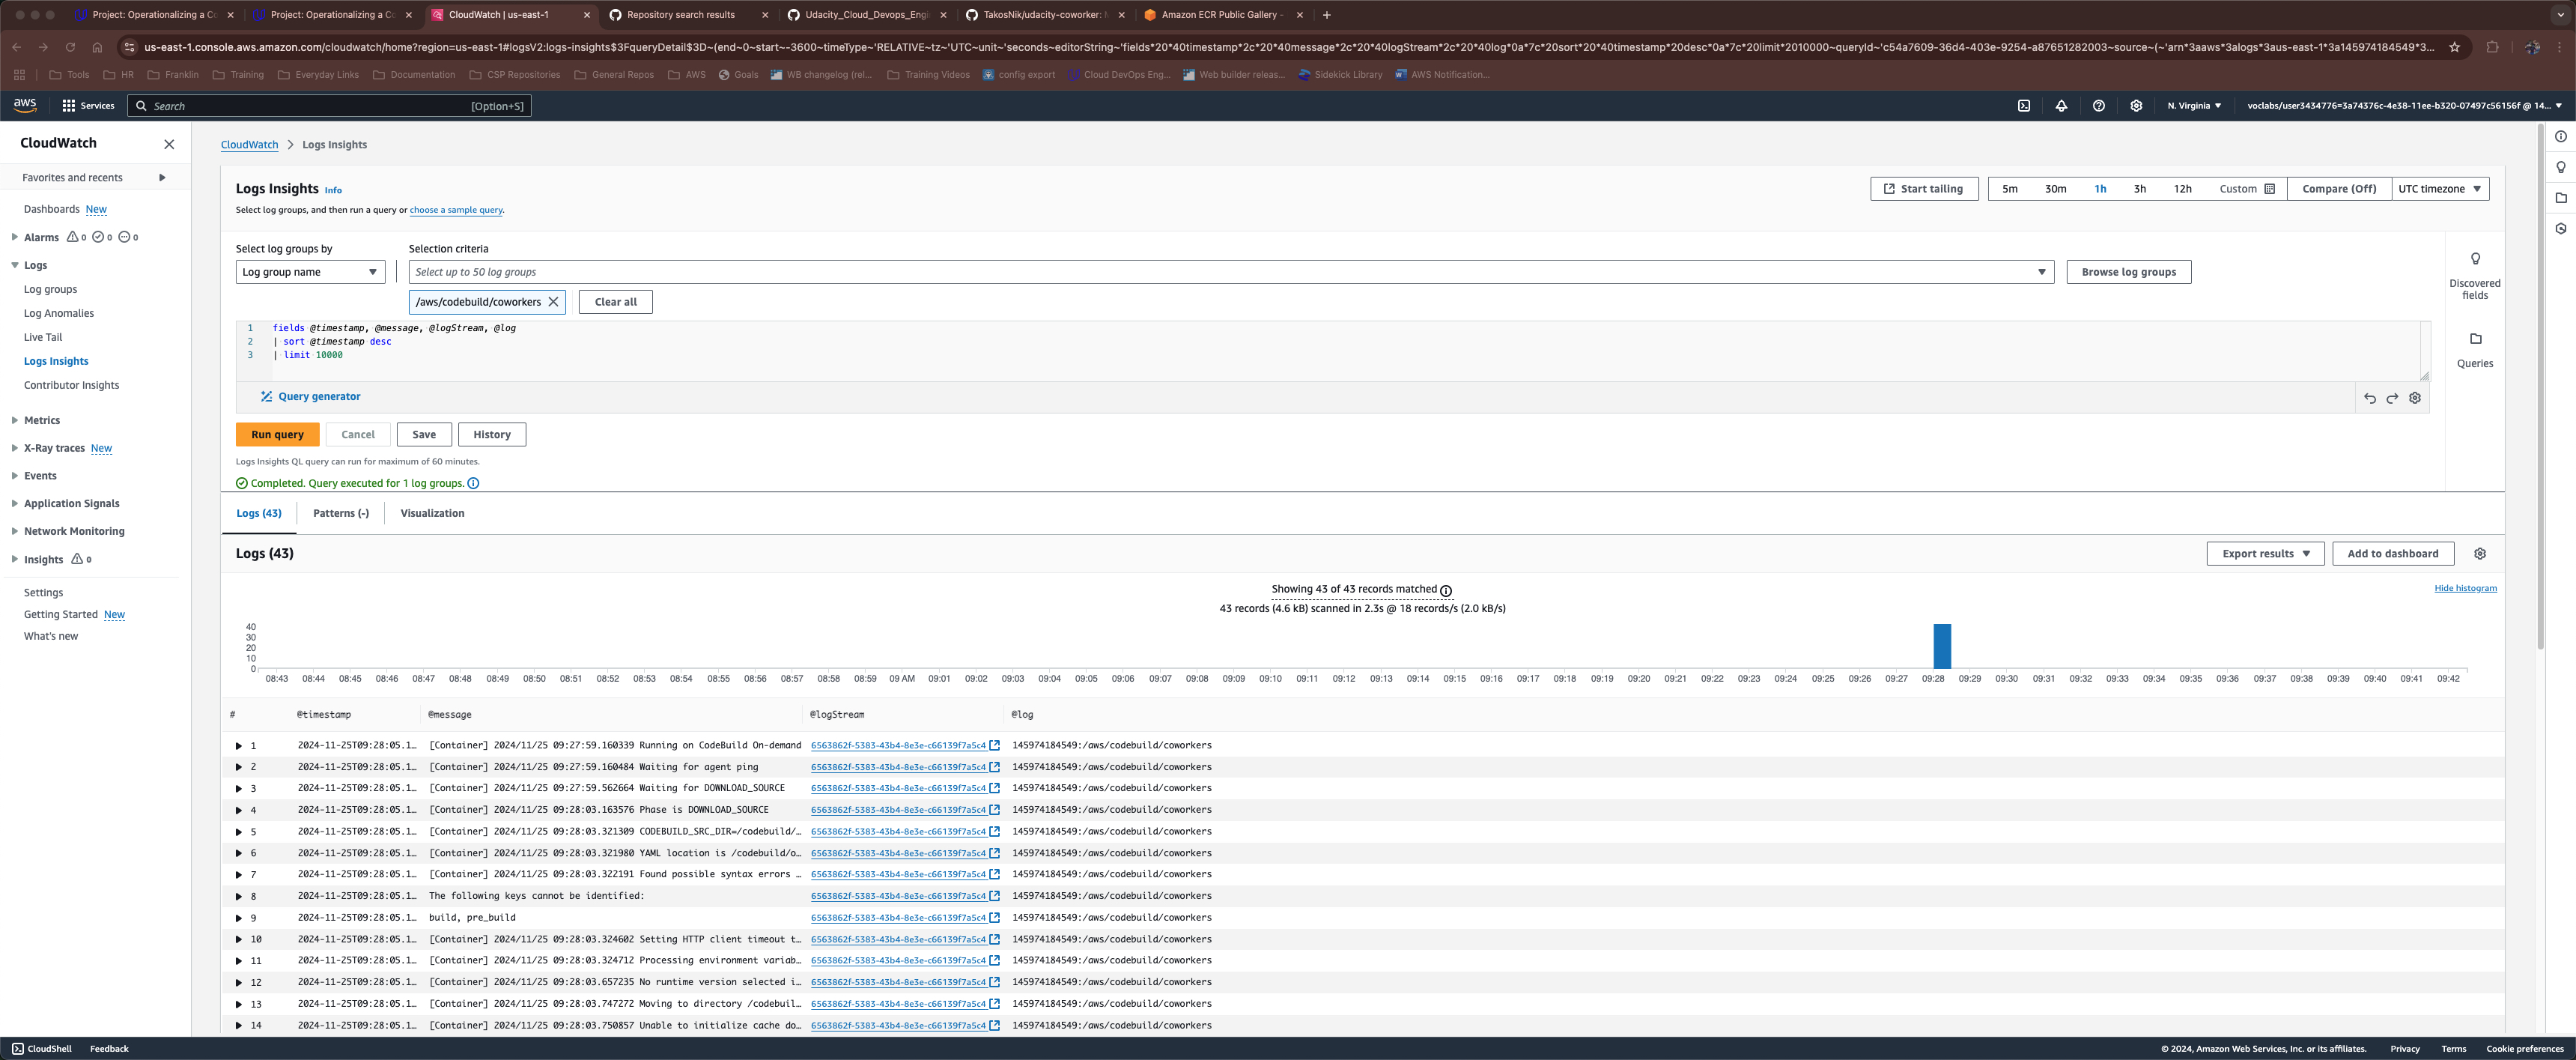 Project: Operationalizing a Co
Project: Operationalizing a Co
CloudWatch | us-east-1
Repository search results
Udacity_Cloud_Devops_Engi
TakosNik/udacity-coworker: M
Amazon ECR Public Gallery -
us-east-1.console.aws.amazon.com/cloudwatch/home?region=us-east-1#logsV2:logs-insights$3FqueryDetail$3D~(end~0~start~-3600~timeType~'RELATIVE~tz~'UTC~unit~'seconds~editorString~'fields*20*40timestamp*2c*20*40message*2c*20*40logStream*2c*20*40log*0a*7c*20sort*20*40timestamp*20desc*0a*7c*20limit*2010000~queryId~'c54a7609-36d4-403e-9254-a87651282003~source~(~'arn*3aaws*3alogs*3aus-east-1*3a145974184549*3...
Tools HR Franklin Training Everyday Links Documentation CSP Repositories General Repos AWS Goals WB changelog (rel... Training Videos config export Cloud DevOps Eng... Web builder releas... Sidekick Library AWS Notification...
aws Services Search [Option+S] N. Virginia voclabs/user3434776=3a74376c-4e38-11ee-b320-07497c56156f @ 14...
CloudWatch
Favorites and recents
Dashboards New
Alarms 0 0 0
Logs
Log groups
Log Anomalies
Live Tail
Logs Insights
Contributor Insights
Metrics
X-Ray traces New
Events
Application Signals
Network Monitoring
Insights 0
Settings
Getting Started New
What's new
CloudWatch > Logs Insights
Logs Insights Info
Select log groups, and then run a query or choose a sample query.
Start tailing 5m 30m 1h 3h 12h Custom Compare (Off) UTC timezone
Select log groups by
Log group name
Selection criteria
Select up to 50 log groups
Browse log groups
/aws/codebuild/coworkers
Clear all
1 fields @timestamp, @message, @logStream, @log
2 | sort @timestamp desc
3 | limit 10000
Query generator
Discovered fields
Queries
Run query Cancel Save History
Logs Insights QL query can run for maximum of 60 minutes.
Completed. Query executed for 1 log groups.
Logs (43) Patterns (-) Visualization
Logs (43)
Export results Add to dashboard
Showing 43 of 43 records matched
43 records (4.6 kB) scanned in 2.3s @ 18 records/s (2.0 kB/s)
Hide histogram
40
30
20
10
0
08:43 08:44 08:45 08:46 08:47 08:48 08:49 08:50 08:51 08:52 08:53 08:54 08:55 08:56 08:57 08:58 08:59 09 AM 09:01 09:02 09:03 09:04 09:05 09:06 09:07 09:08 09:09 09:10 09:11 09:12 09:13 09:14 09:15 09:16 09:17 09:18 09:19 09:20 09:21 09:22 09:23 09:24 09:25 09:26 09:27 09:28 09:29 09:30 09:31 09:32 09:33 09:34 09:35 09:36 09:37 09:38 09:39 09:40 09:41 09:42
# @timestamp @message @logStream @log
1 2024-11-25T09:28:05.1... [Container] 2024/11/25 09:27:59.160339 Running on CodeBuild On-demand 6563862f-5383-43b4-8e3e-c66139f7a5c4 145974184549:/aws/codebuild/coworkers
2 2024-11-25T09:28:05.1... [Container] 2024/11/25 09:27:59.160484 Waiting for agent ping 6563862f-5383-43b4-8e3e-c66139f7a5c4 145974184549:/aws/codebuild/coworkers
3 2024-11-25T09:28:05.1... [Container] 2024/11/25 09:27:59.562664 Waiting for DOWNLOAD_SOURCE 6563862f-5383-43b4-8e3e-c66139f7a5c4 145974184549:/aws/codebuild/coworkers
4 2024-11-25T09:28:05.1... [Container] 2024/11/25 09:28:03.163576 Phase is DOWNLOAD_SOURCE 6563862f-5383-43b4-8e3e-c66139f7a5c4 145974184549:/aws/codebuild/coworkers
5 2024-11-25T09:28:05.1... [Container] 2024/11/25 09:28:03.321309 CODEBUILD_SRC_DIR=/codebuild/... 6563862f-5383-43b4-8e3e-c66139f7a5c4 145974184549:/aws/codebuild/coworkers
6 2024-11-25T09:28:05.1... [Container] 2024/11/25 09:28:03.321980 YAML location is /codebuild/o... 6563862f-5383-43b4-8e3e-c66139f7a5c4 145974184549:/aws/codebuild/coworkers
7 2024-11-25T09:28:05.1... [Container] 2024/11/25 09:28:03.322191 Found possible syntax errors ... 6563862f-5383-43b4-8e3e-c66139f7a5c4 145974184549:/aws/codebuild/coworkers
8 2024-11-25T09:28:05.1... The following keys cannot be identified: 6563862f-5383-43b4-8e3e-c66139f7a5c4 145974184549:/aws/codebuild/coworkers
9 2024-11-25T09:28:05.1... build, pre_build 6563862f-5383-43b4-8e3e-c66139f7a5c4 145974184549:/aws/codebuild/coworkers
10 2024-11-25T09:28:05.1... [Container] 2024/11/25 09:28:03.324602 Setting HTTP client timeout t... 6563862f-5383-43b4-8e3e-c66139f7a5c4 145974184549:/aws/codebuild/coworkers
11 2024-11-25T09:28:05.1... [Container] 2024/11/25 09:28:03.324712 Processing environment variab... 6563862f-5383-43b4-8e3e-c66139f7a5c4 145974184549:/aws/codebuild/coworkers
12 2024-11-25T09:28:05.1... [Container] 2024/11/25 09:28:03.657235 No runtime version selected i... 6563862f-5383-43b4-8e3e-c66139f7a5c4 145974184549:/aws/codebuild/coworkers
13 2024-11-25T09:28:05.1... [Container] 2024/11/25 09:28:03.747272 Moving to directory /codebuil... 6563862f-5383-43b4-8e3e-c66139f7a5c4 145974184549:/aws/codebuild/coworkers
14 2024-11-25T09:28:05.1... [Container] 2024/11/25 09:28:03.750857 Unable to initialize cache do... 6563862f-5383-43b4-8e3e-c66139f7a5c4 145974184549:/aws/codebuild/coworkers
CloudShell Feedback © 2024, Amazon Web Services, Inc. or its affiliates. Privacy Terms Cookie preferences